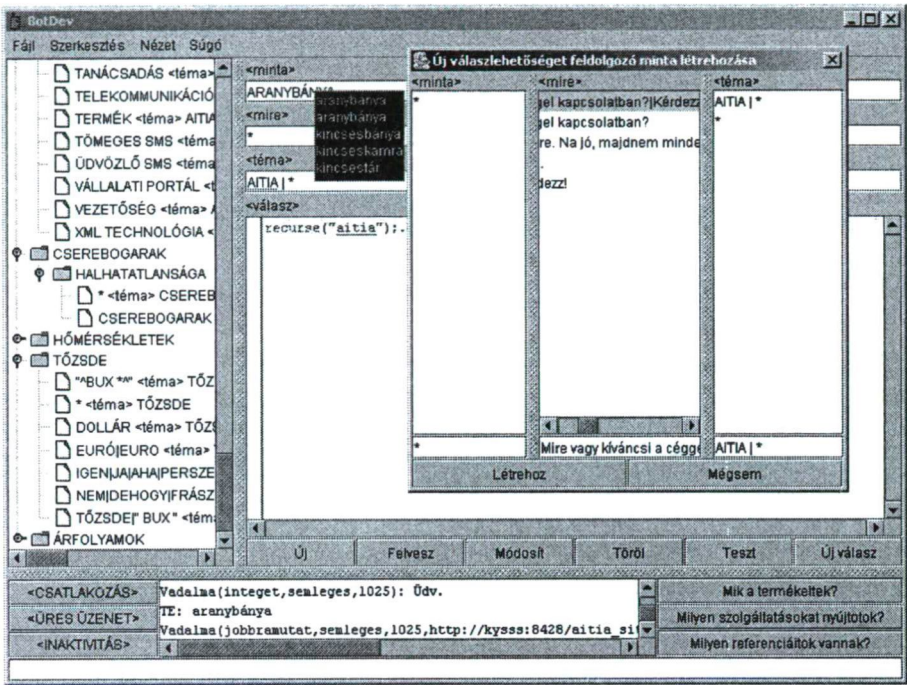 BotDev
Fájl Szerkesztés Nézet Súgó
TANÁCSADÁS <téma>
TELEKOMMUNIKÁCIÓ
TERMÉK <téma> AITIA
TÖMEGES SMS <téma
ÜDVÖZLŐ SMS <téma
VÁLLALATI PORTÁL <t
VEZETŐSÉG <téma> A
XML TECHNOLÓGIA <
CSEREBOGARAK
HALHATATLANSÁGA
* <téma> CSEREB
CSEREBOGARAK
HŐMÉRSÉKLETEK
TŐZSDE
"^BUX *^" <téma> TŐZ
* <téma> TŐZSDE
DOLLÁR <téma> TŐZS
EURÓ|EURO <téma>
IGEN|JA|AHA|PERSZE
NEM|DEHOGY|FRÁSZ
TŐZSDE|" BUX " <tém
ÁRFOLYAMOK
<minta>
ARANYBÁNYA
<mire>
*
<téma>
AITIA | *
<válasz>
recurse("aitia");
aranybánya
aranybánya
kincsesbánya
kincseskamra
kincsestár
Új válaszlehetőséget feldolgozó minta létrehozása
<minta> <mire> <téma>
* gel kapcsolatban?|Kérdezz AITIA | *
gel kapcsolatban? *
re. Na jó, majdnem minde
.
dezz!
* Mire vagy kíváncsi a cégge AITIA | *
Létrehoz Mégsem
Új Felvesz Módosít Töröl Teszt Új válasz
<CSATLAKOZÁS>
<ÜRES ÜZENET>
<INAKTIVITÁS>
Vadalma(integet,semleges,1025): Üdv.
TE: aranybánya
Vadalma(jobbramutat,semleges,1025,http://kysss:8428/aitia_si
Mik a termékeitek?
Milyen szolgáltatásokat nyújtotok?
Milyen referenciáitok vannak?